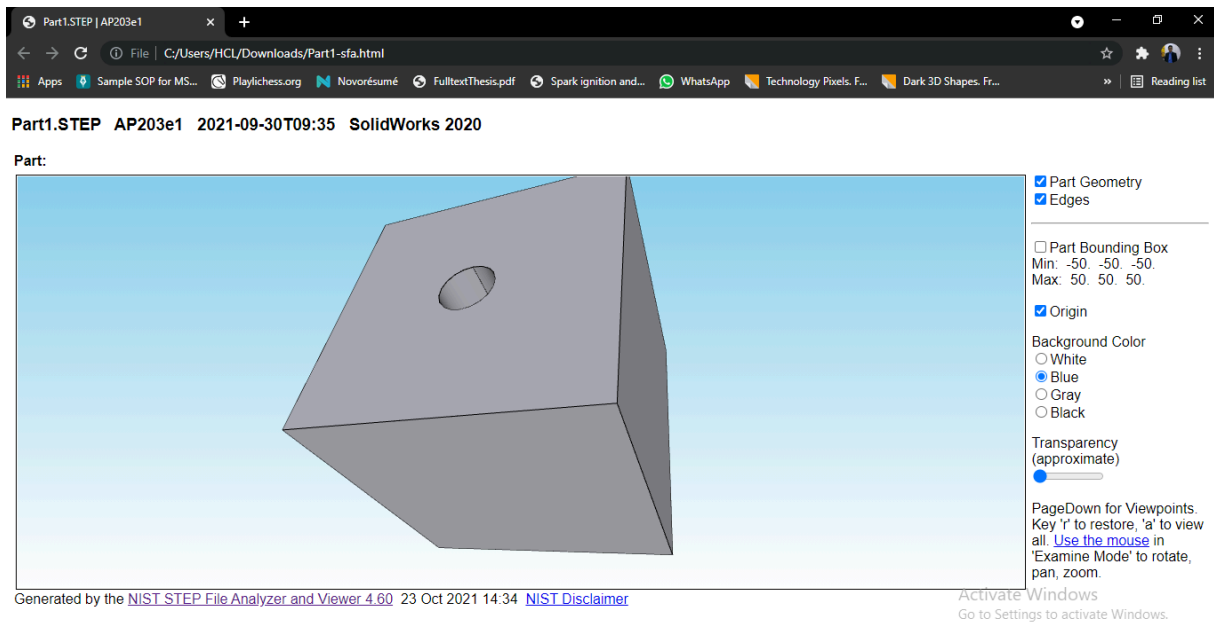 Part1.STEP | AP203e1
File | C:/Users/HCL/Downloads/Part1-sfa.html
Apps Sample SOP for MS... Playlichess.org Novorésumé FulltextThesis.pdf Spark ignition and... WhatsApp Technology Pixels. F... Dark 3D Shapes. Fr... » Reading list
Part1.STEP AP203e1 2021-09-30T09:35 SolidWorks 2020
Part:
Part Geometry
Edges
Part Bounding Box
Min: -50. -50. -50.
Max: 50. 50. 50.
Origin
Background Color
White
Blue
Gray
Black
Transparency
(approximate)
PageDown for Viewpoints.
Key 'r' to restore, 'a' to view
all. Use the mouse in
'Examine Mode' to rotate,
pan, zoom.
Generated by the NIST STEP File Analyzer and Viewer 4.60 23 Oct 2021 14:34 NIST Disclaimer
Activate Windows
Go to Settings to activate Windows.